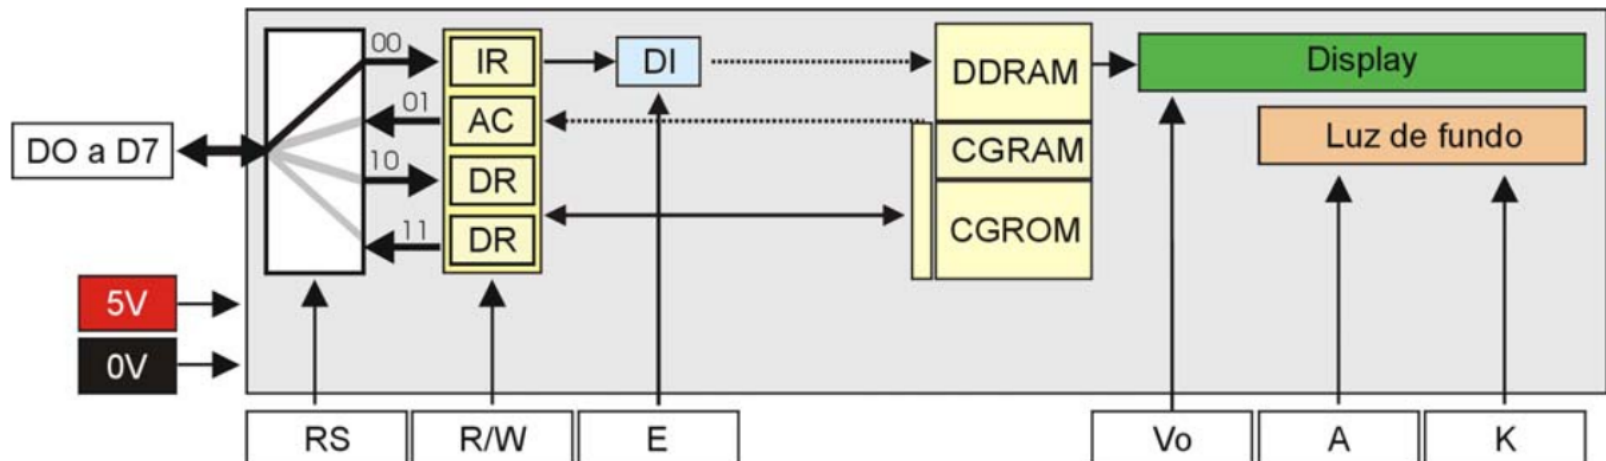 00
IR
DI
DDRAM
Display
01
AC
DO a D7
10
DR
CGRAM
Luz de fundo
11
DR
CGROM
5V
0V
RS
R/W
E
Vo
A
K